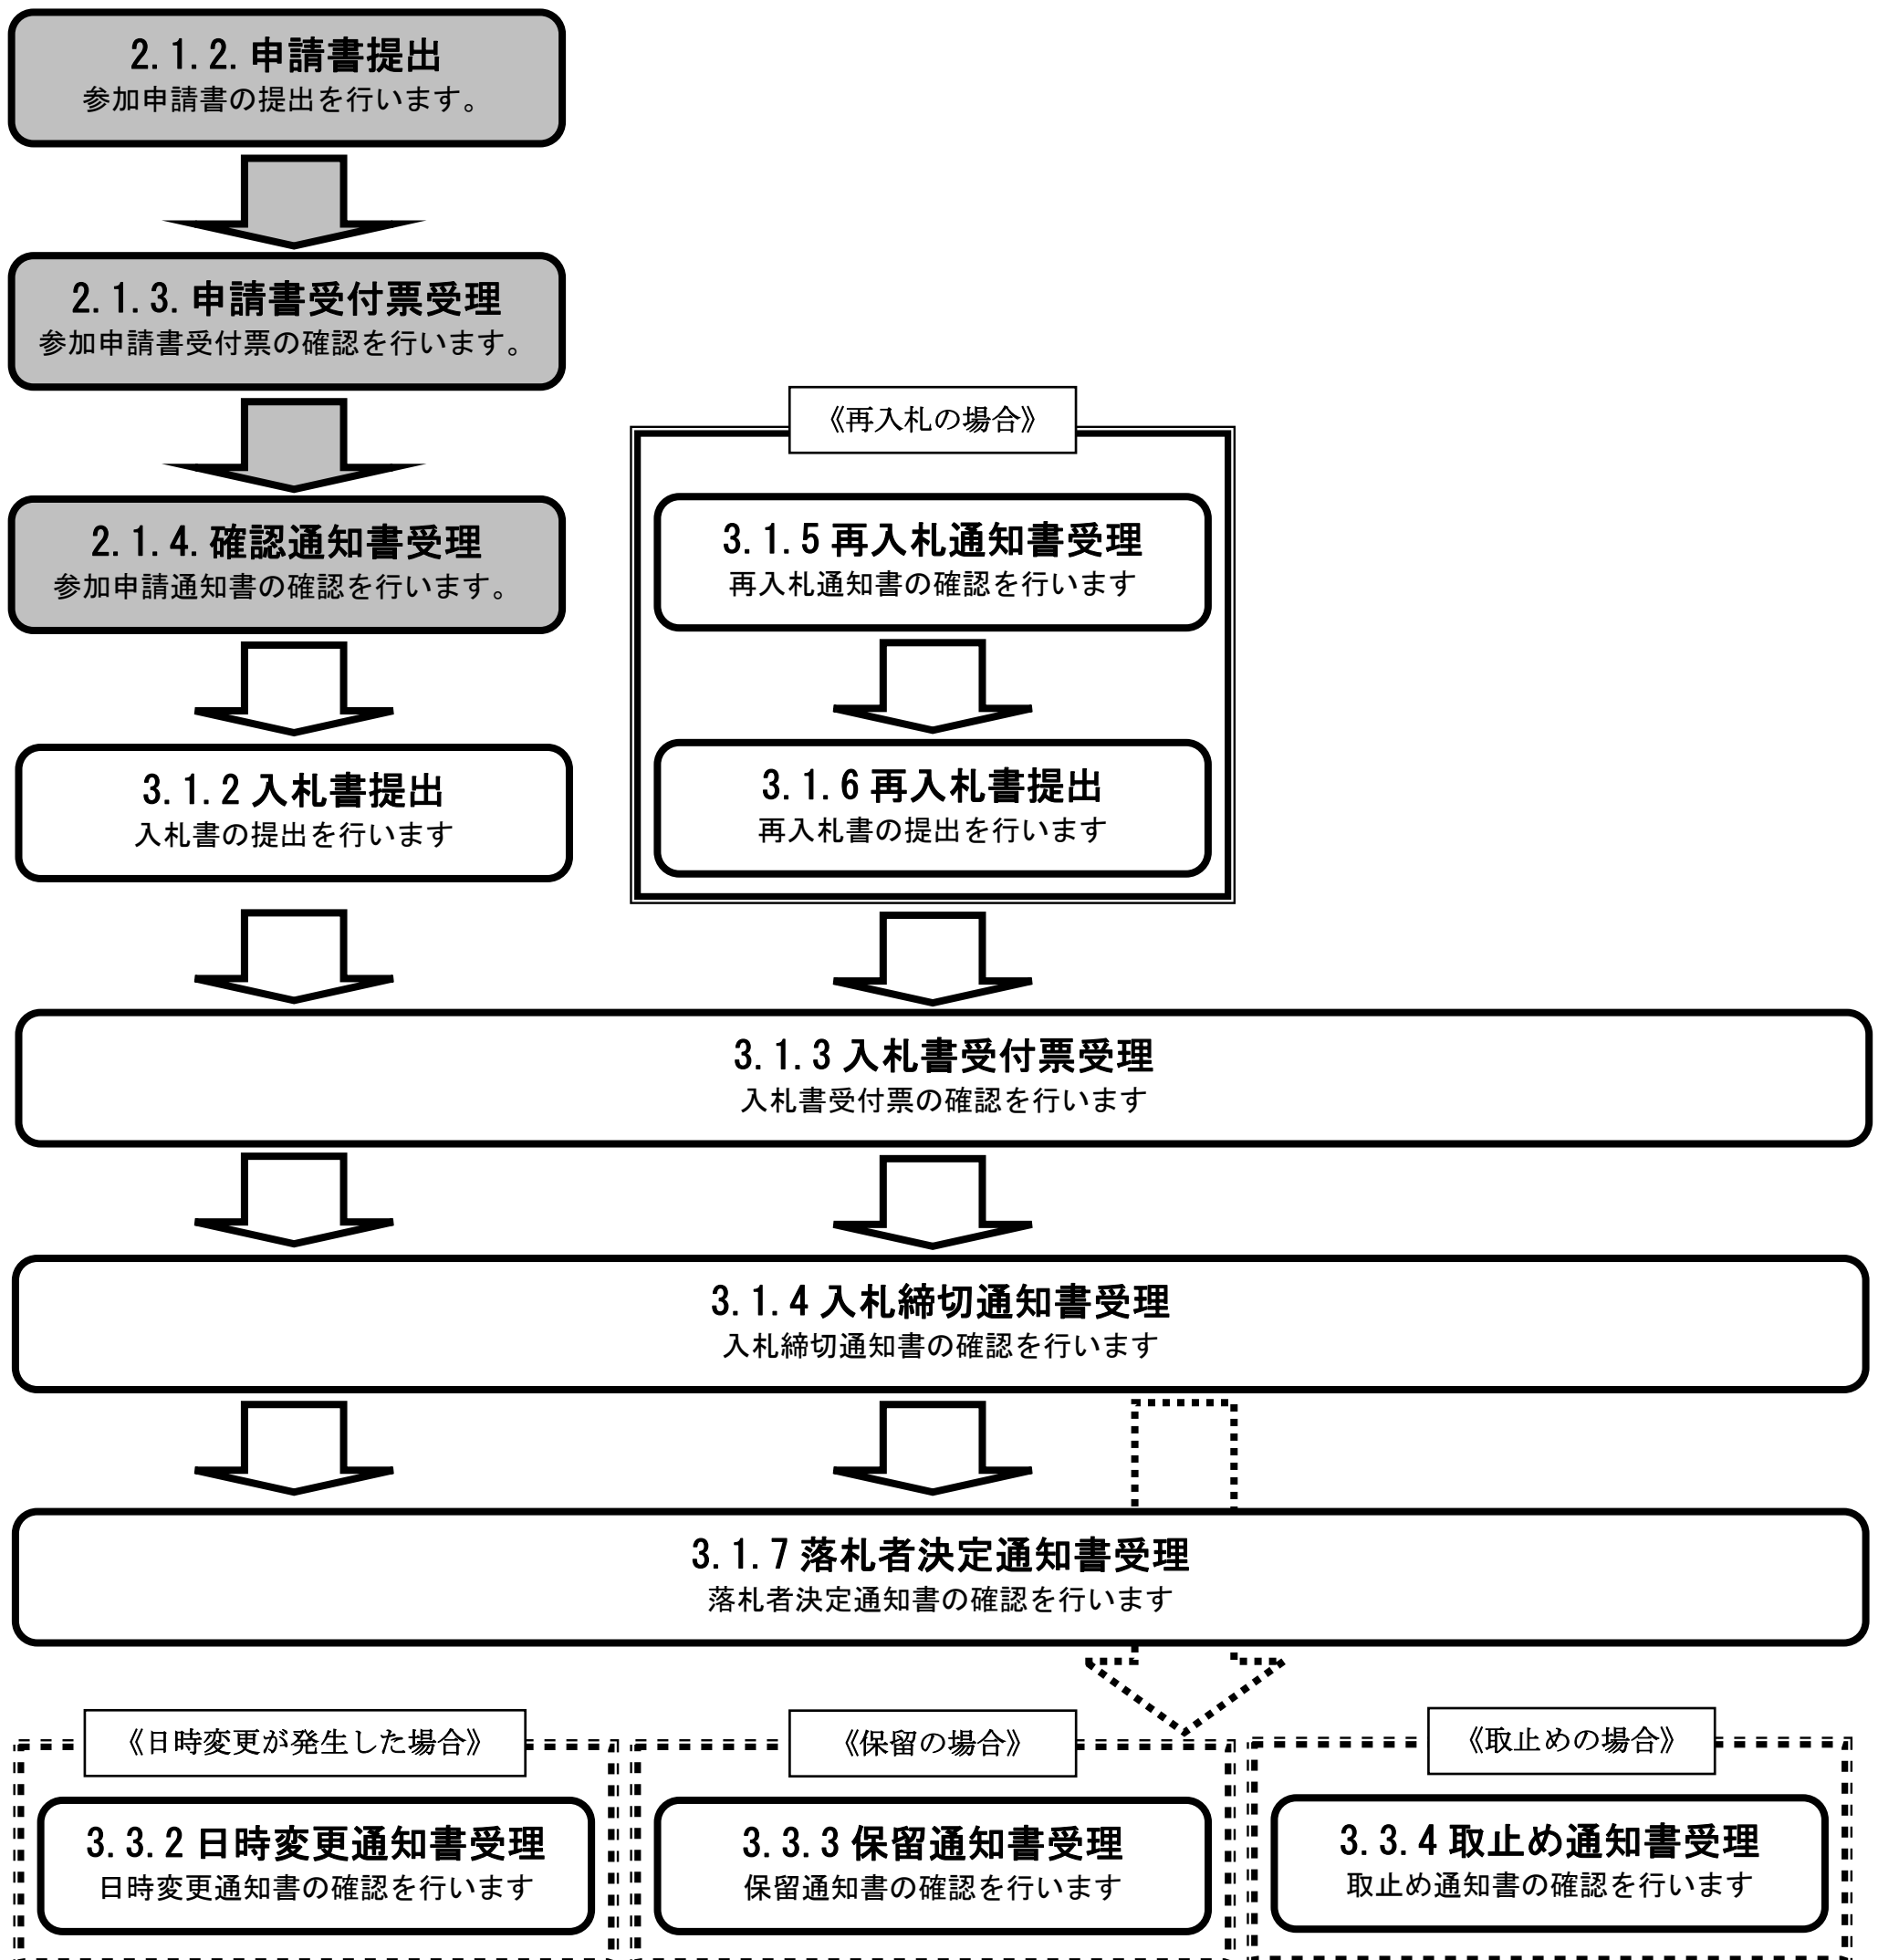 2.1.2.申請書提出
参加申請書の提出を行います。
2.1.3.申請書受付票受理
参加申請書受付票の確認を行います。
2.1.4.確認通知書受理
参加申請通知書の確認を行います。
3.1.2 入札書提出
入札書の提出を行います
《再入札の場合》
3.1.5 再入札通知書受理
再入札通知書の確認を行います
3.1.6 再入札書提出
再入札書の提出を行います
3.1.3 入札書受付票受理
入札書受付票の確認を行います
3.1.4 入札締切通知書受理
入札締切通知書の確認を行います
3.1.7 落札者決定通知書受理
落札者決定通知書の確認を行います
《日時変更が発生した場合》
3.3.2 日時変更通知書受理
日時変更通知書の確認を行います
《保留の場合》
3.3.3 保留通知書受理
保留通知書の確認を行います
《取止めの場合》
3.3.4 取止め通知書受理
取止め通知書の確認を行います